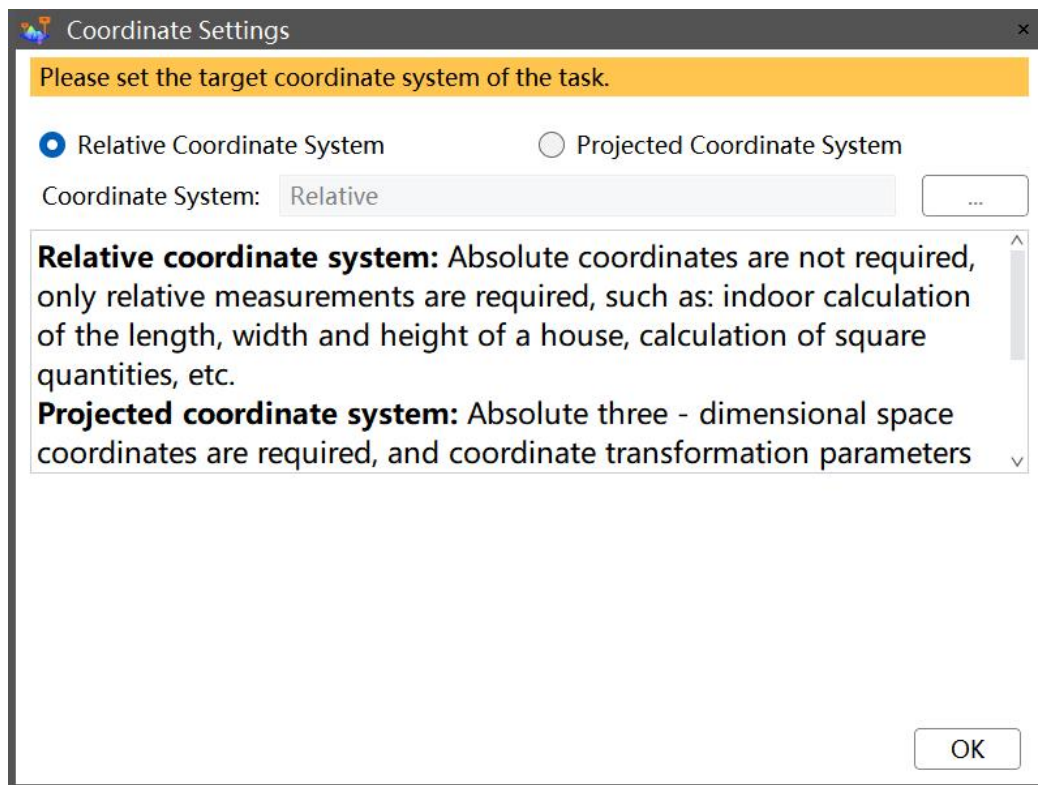 Coordinate Settings
Please set the target coordinate system of the task.
Relative Coordinate System
Projected Coordinate System
Coordinate System:
Relative
...
Relative coordinate system: Absolute coordinates are not required,
only relative measurements are required, such as: indoor calculation
of the length, width and height of a house, calculation of square
quantities, etc.
Projected coordinate system: Absolute three - dimensional space
coordinates are required, and coordinate transformation parameters
OK